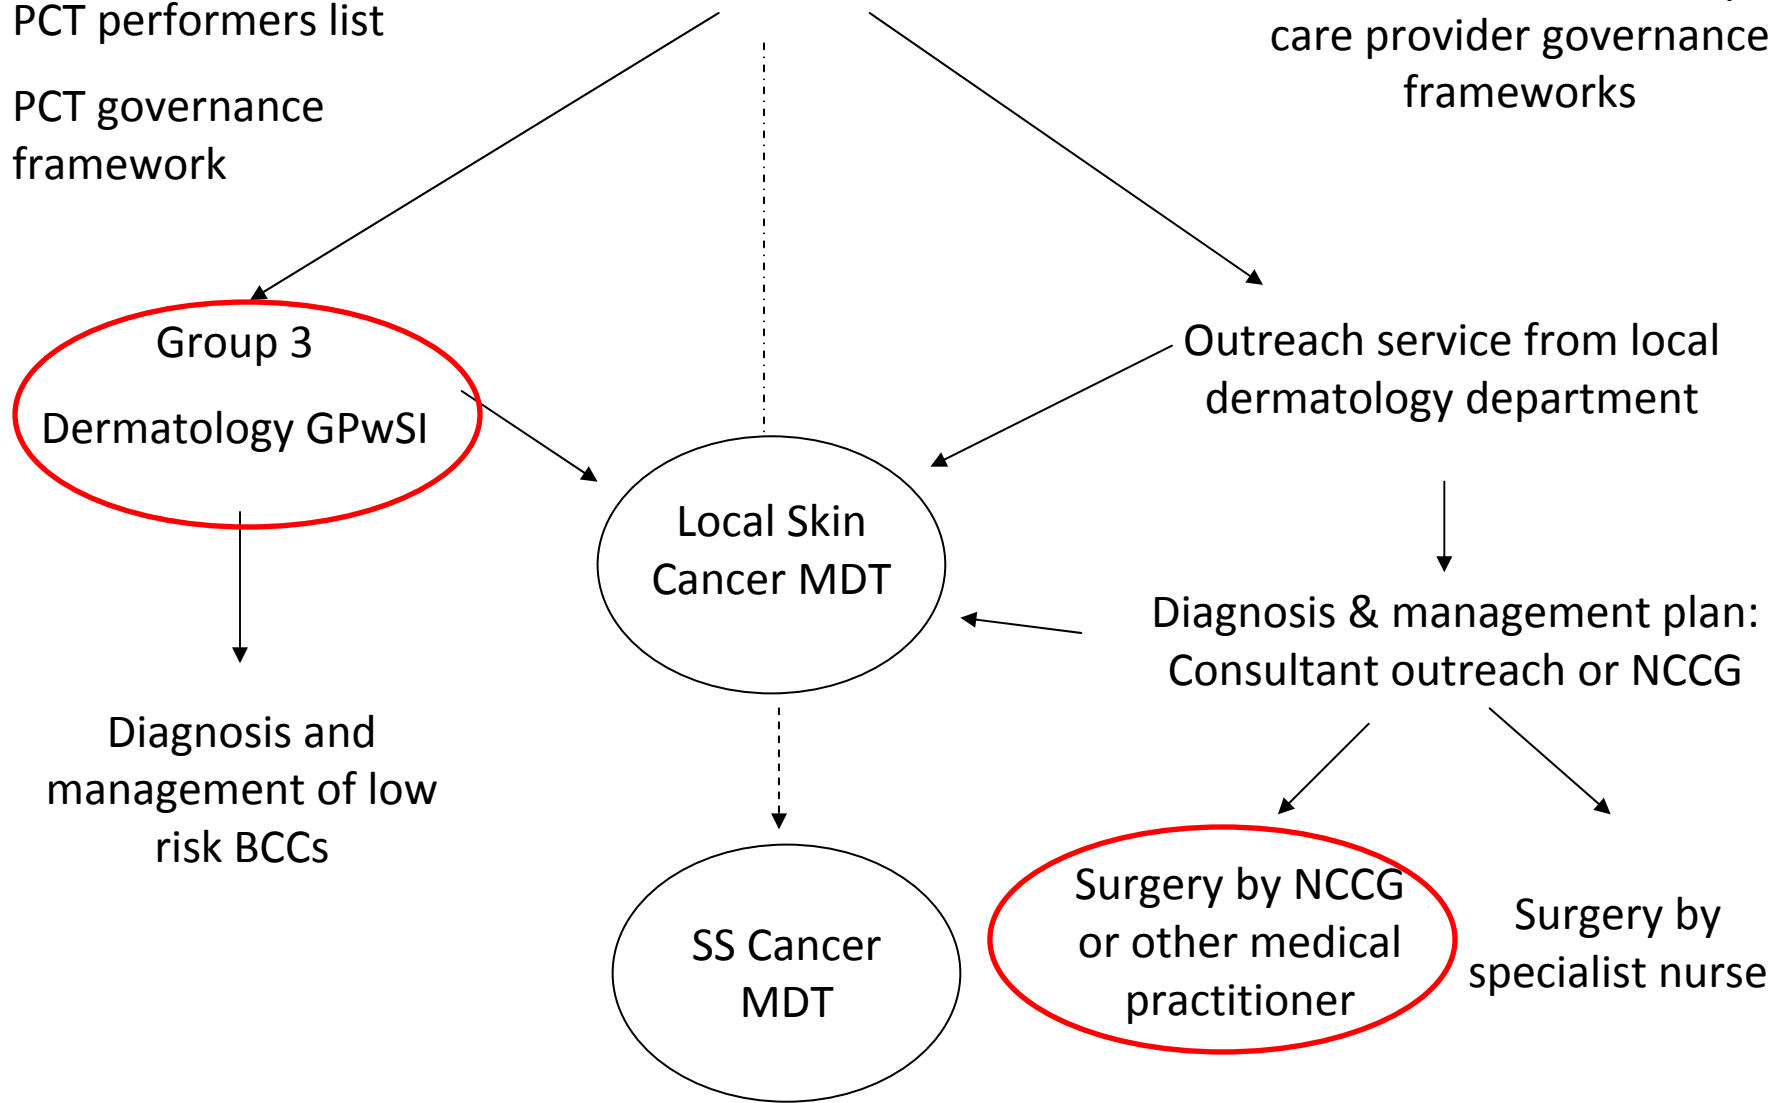 PCT performers list
PCT governance
framework
care provider governance
frameworks
Group 3
Dermatology GPwSI
Outreach service from local
dermatology department
Local Skin
Cancer MDT
Diagnosis & management plan:
Consultant outreach or NCCG
Diagnosis and
management of low
risk BCCs
SS Cancer
MDT
Surgery by NCCG
or other medical
practitioner
Surgery by
specialist nurse